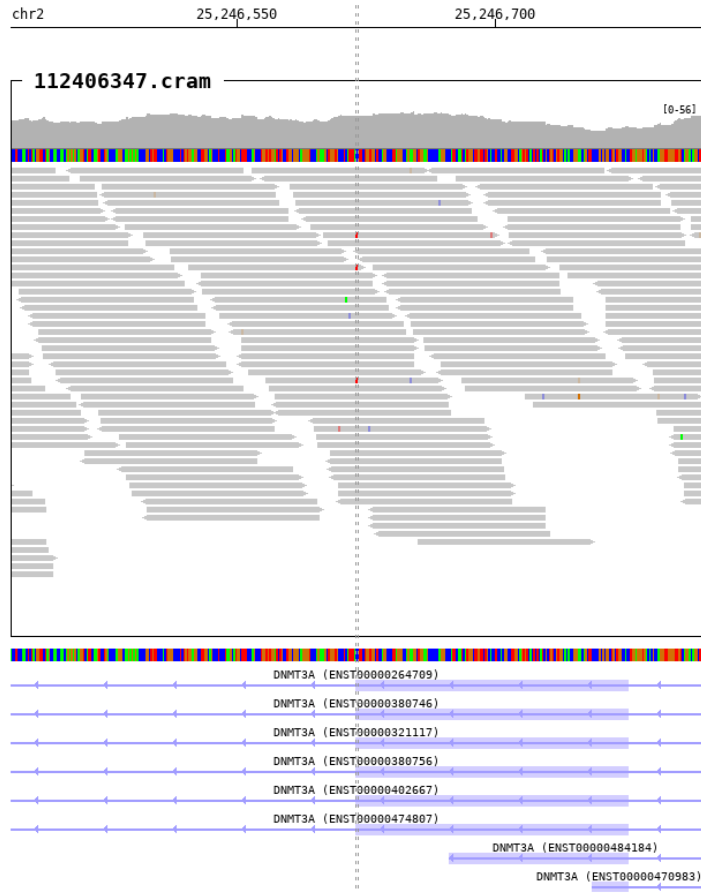 chr2 25,246,550 25,246,700
112406347.cram
[0-56]
DNMT3A (ENST00000264709)
DNMT3A (ENST00000380746)
DNMT3A (ENST00000321117)
DNMT3A (ENST00000380756)
DNMT3A (ENST00000402667)
DNMT3A (ENST00000474807)
DNMT3A (ENST00000484184)
DNMT3A (ENST00000470983)